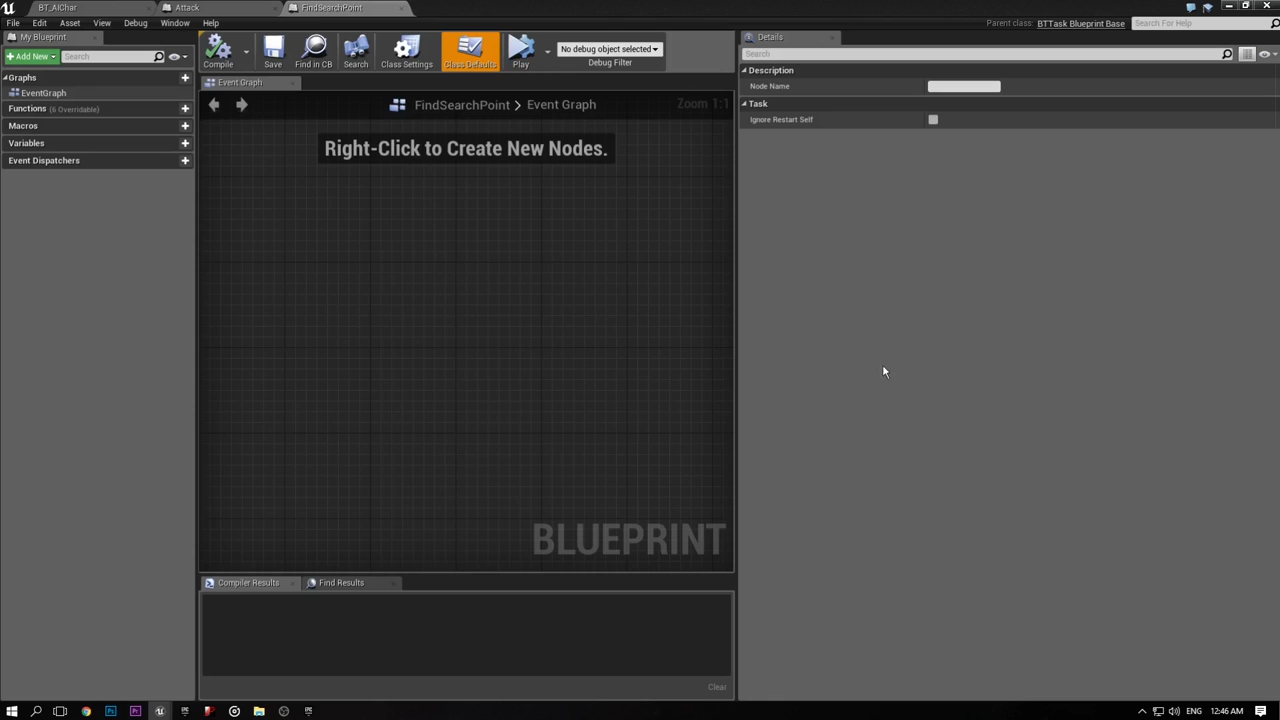 BT_AIChar
Attack
FindSearchPoint
File Edit Asset View Window Debug Help
Parent class: BTTask Blueprint Base
Search For Help
My Blueprint
Add New
Search
Graphs
EventGraph
Functions (6 Overridable)
Macros
Variables
Event Dispatchers
Compile
Save
Find in CB
Search
Class Settings
Class Defaults
Play
No debug object selected
Debug Filter
Event Graph
FindSearchPoint > Event Graph
Zoom 1:1
Right-Click to Create New Nodes.
BLUEPRINT
Compiler Results
Find Results
Clear
Details
Search
Description
Node Name
Task
Ignore Restart Self
Ps
Pr
ENG
12:46 AM